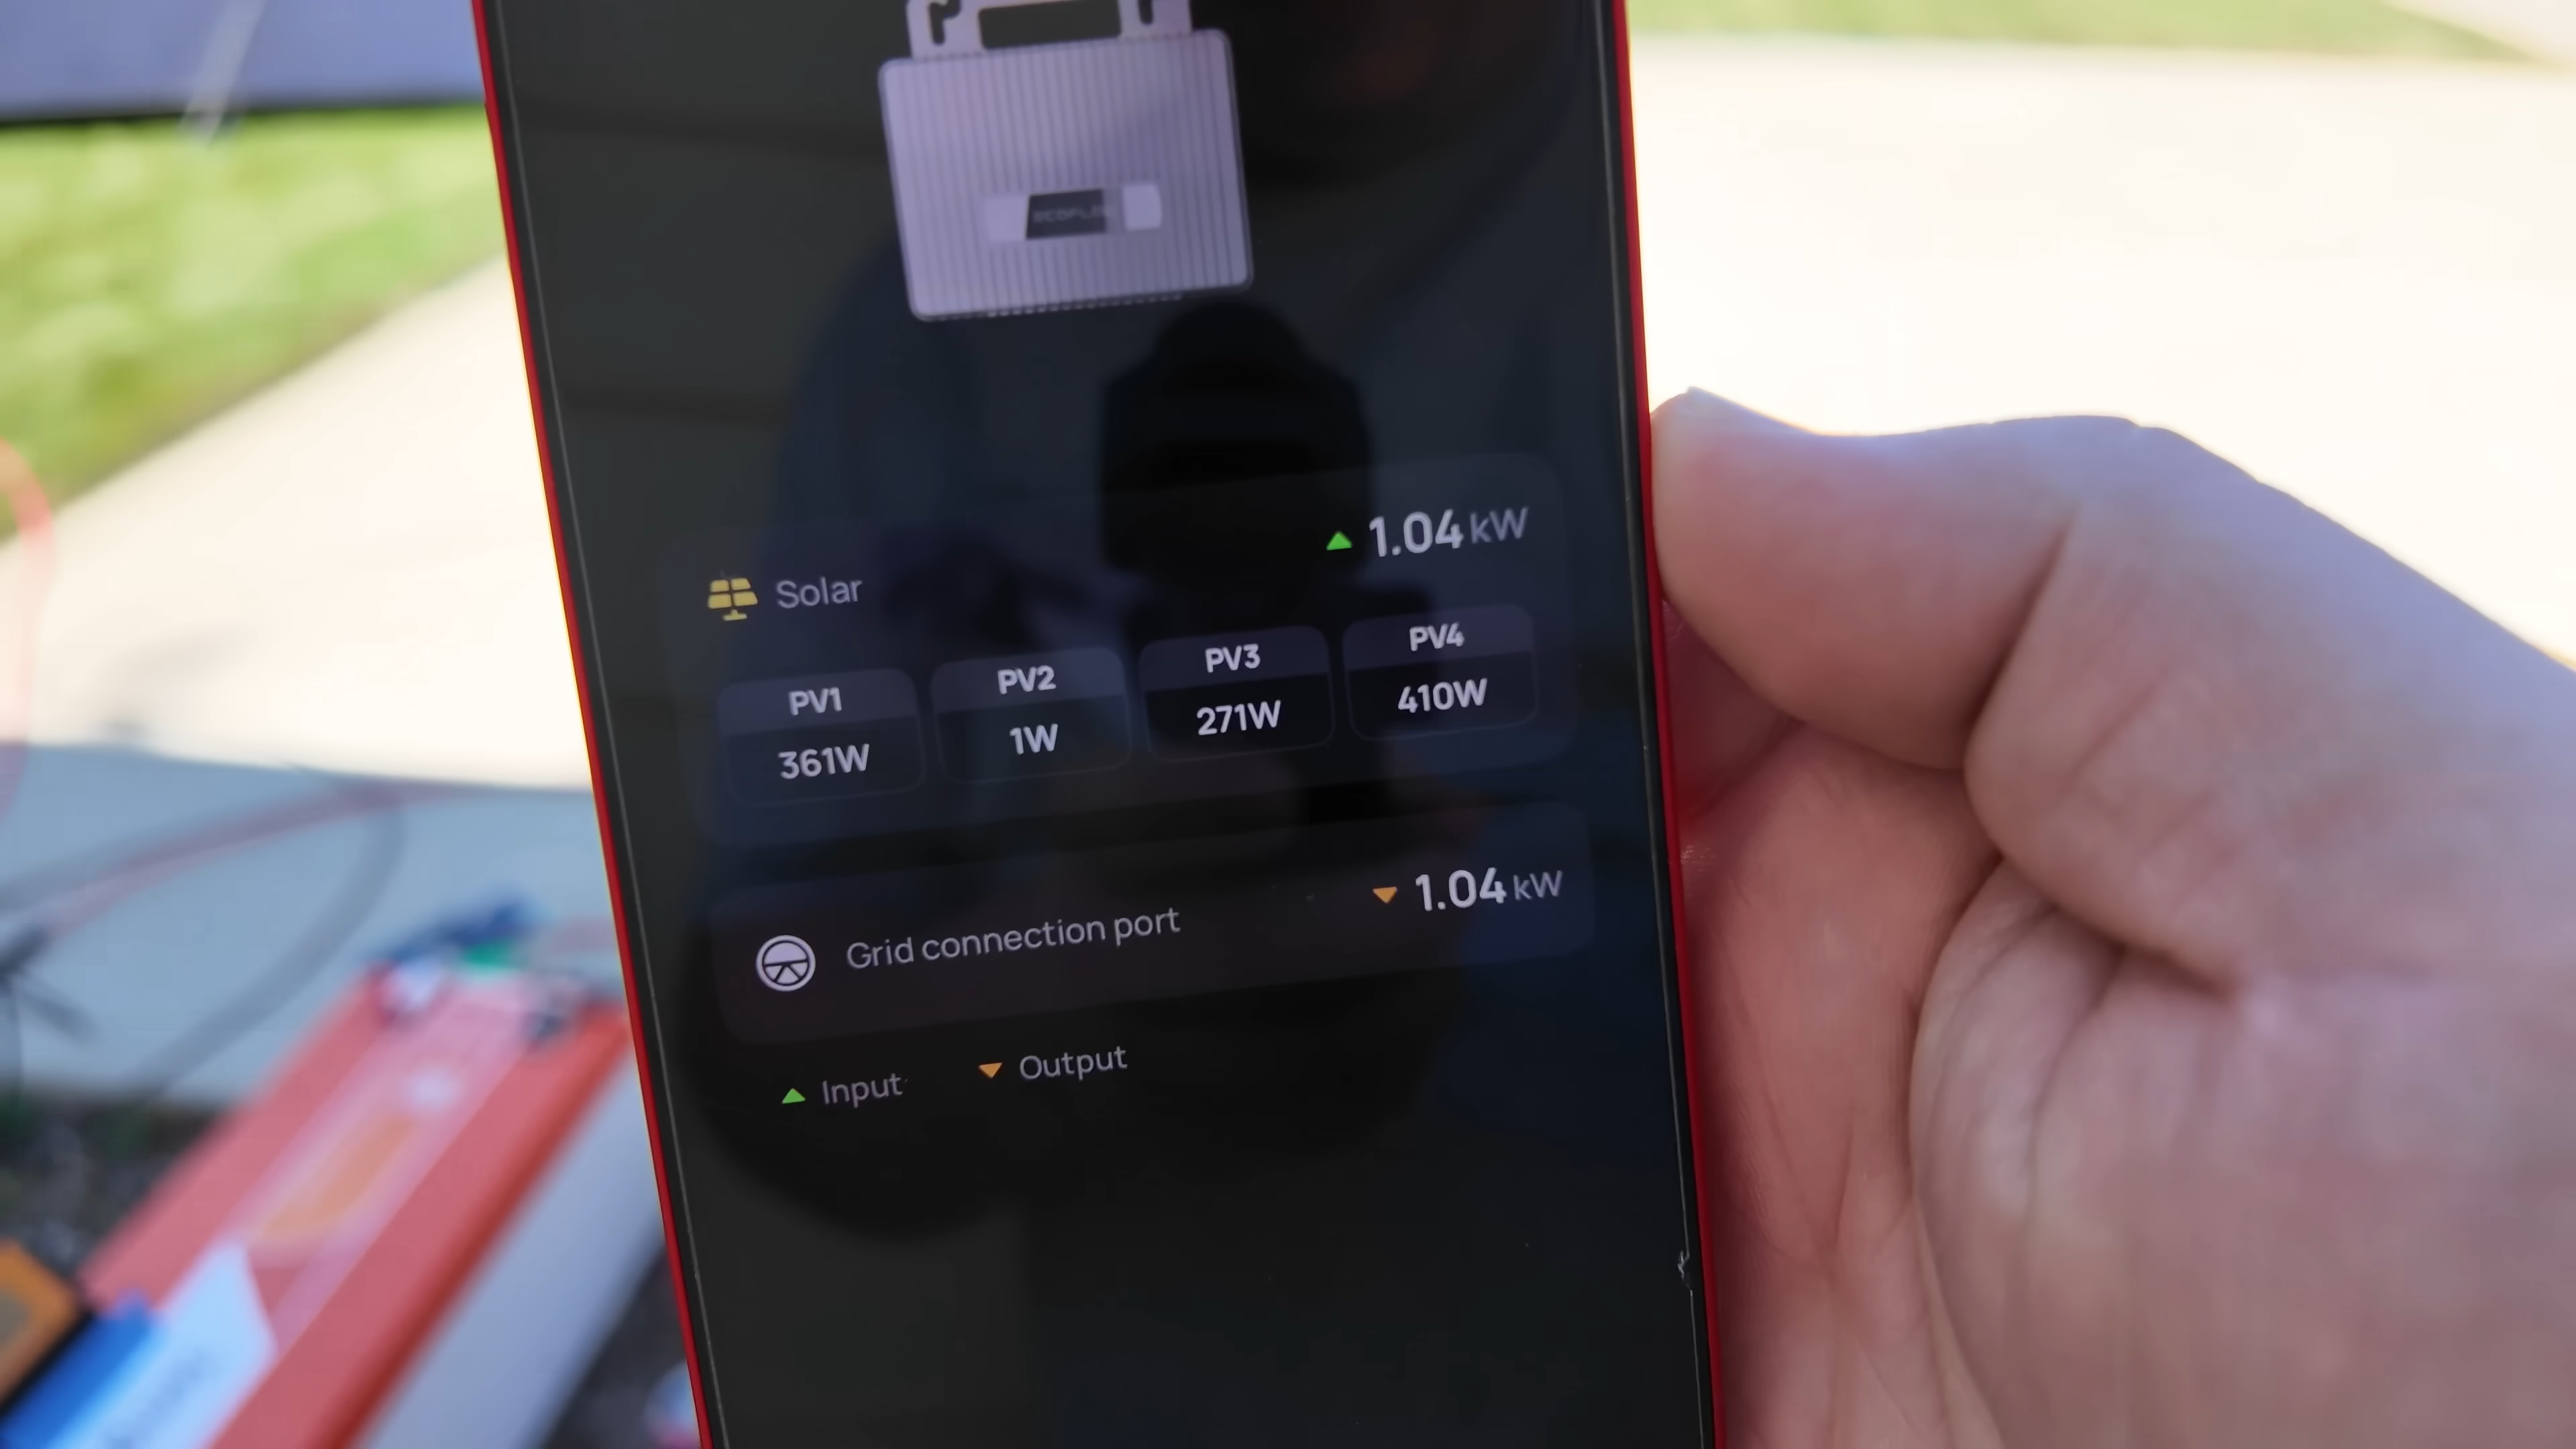 ECOFLOW
Solar
1.04 kW
PV1
PV2
PV3
PV4
361W
1W
271W
410W
Grid connection port
1.04 kW
Input
Output